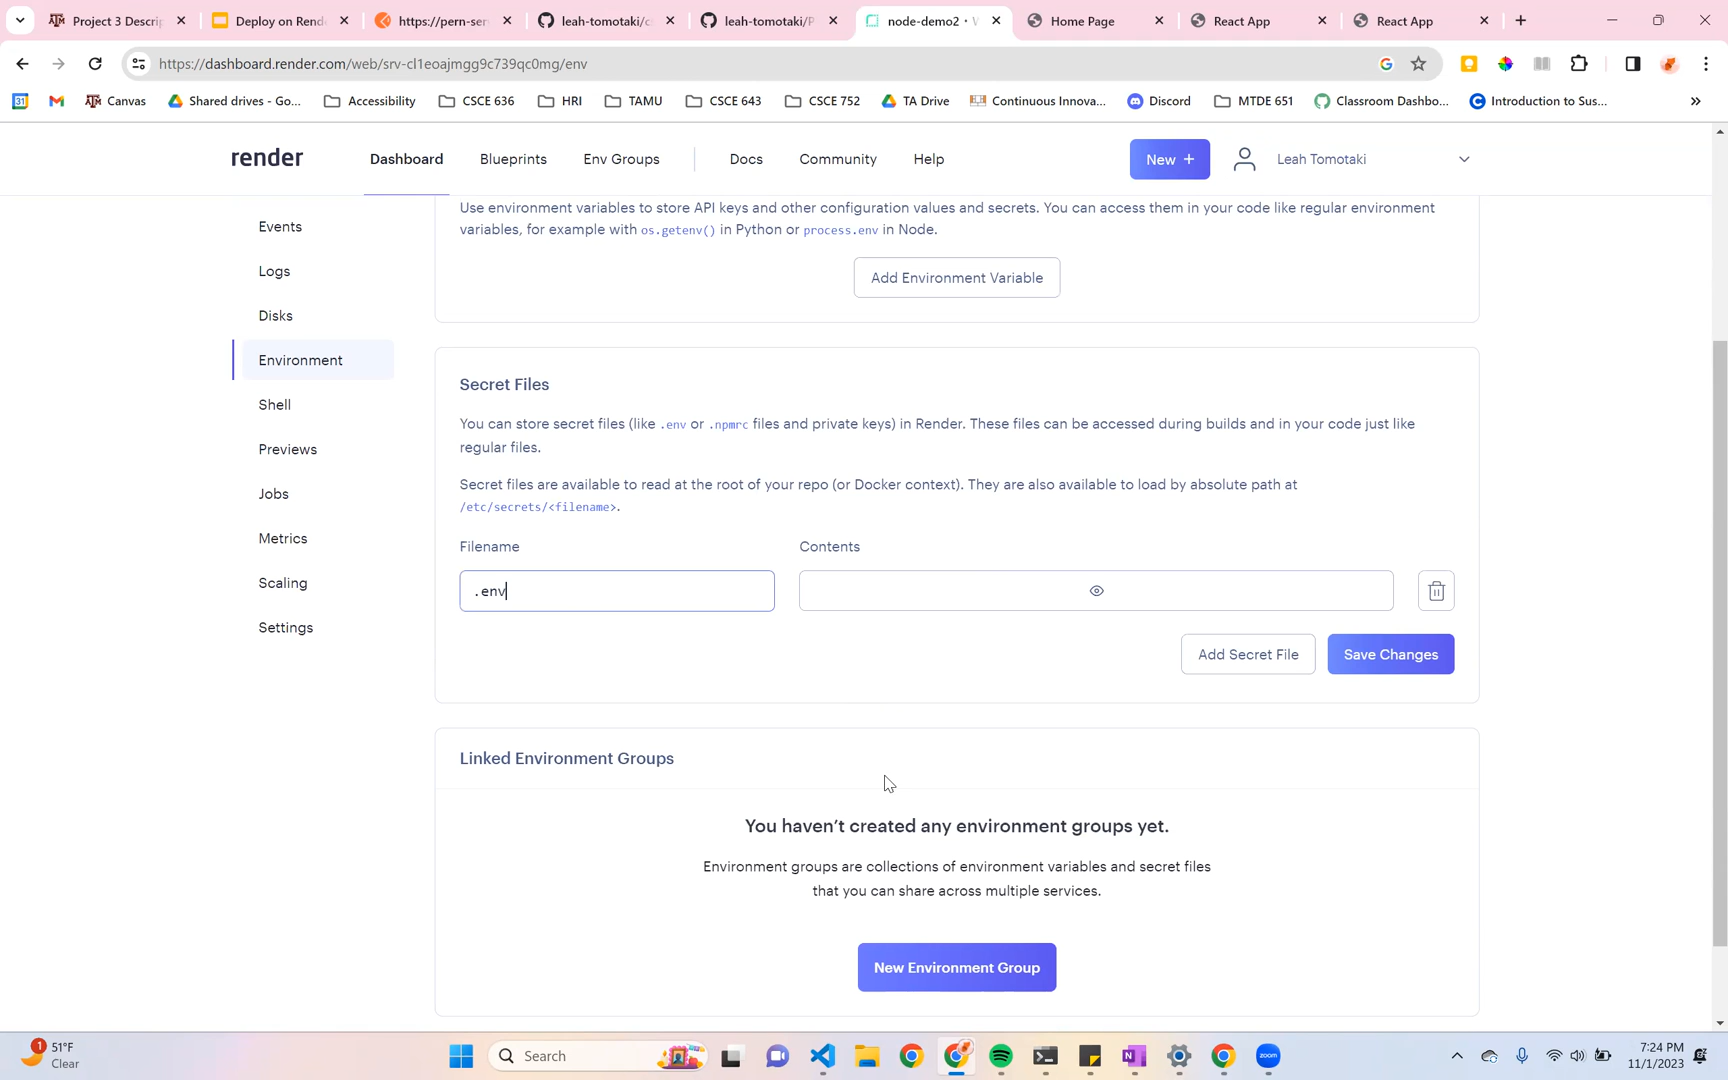 Project 3 Descrip
Deploy on Rend
https://pern-ser
leah-tomotaki/c
leah-tomotaki/P
node-demo2 • W
Home Page
React App
React App
https://dashboard.render.com/web/srv-cl1eoajmgg9c739qc0mg/env
31
Canvas
Shared drives - Go...
Accessibility
CSCE 636
HRI
TAMU
CSCE 643
CSCE 752
TA Drive
Continuous Innova...
Discord
MTDE 651
Classroom Dashbo...
Introduction to Sus...
render
Dashboard
Blueprints
Env Groups
Docs
Community
Help
New +
Leah Tomotaki
Events
Logs
Disks
Environment
Shell
Previews
Jobs
Metrics
Scaling
Settings
Use environment variables to store API keys and other configuration values and secrets. You can access them in your code like regular environment
variables, for example with os.getenv() in Python or process.env in Node.
Add Environment Variable
Secret Files
You can store secret files (like .env or .npmrc files and private keys) in Render. These files can be accessed during builds and in your code just like
regular files.
Secret files are available to read at the root of your repo (or Docker context). They are also available to load by absolute path at
/etc/secrets/<filename>.
Filename
Contents
.env
Add Secret File
Save Changes
Linked Environment Groups
You haven't created any environment groups yet.
Environment groups are collections of environment variables and secret files
that you can share across multiple services.
New Environment Group
1
51°F
Clear
Search
zoom
7:24 PM
11/1/2023